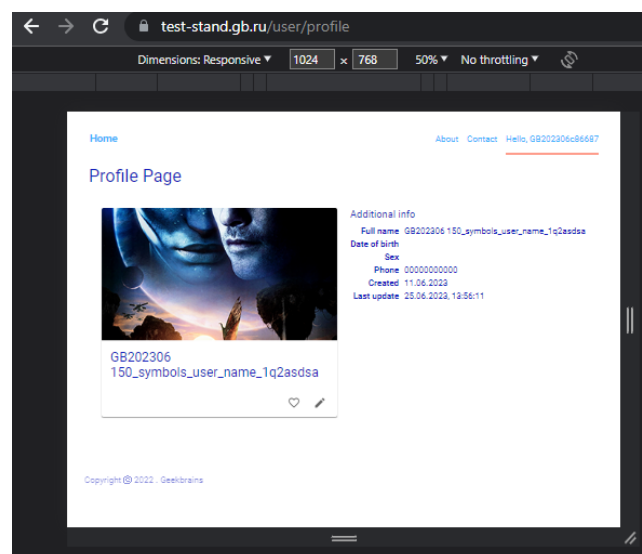 test-stand.gb.ru/user/profile
Dimensions: Responsive ▼ 1024 × 768 50% ▼ No throttling ▼
Home About Contact Hello, GB202306c86687
Profile Page
Additional info
Full name GB202306 150_symbols_user_name_1q2asdsa
Date of birth
Sex
Phone 00000000000
Created 11.06.2023
Last update 25.06.2023, 13:56:11
GB202306
150_symbols_user_name_1q2asdsa
Copyright © 2022 . Geekbrains